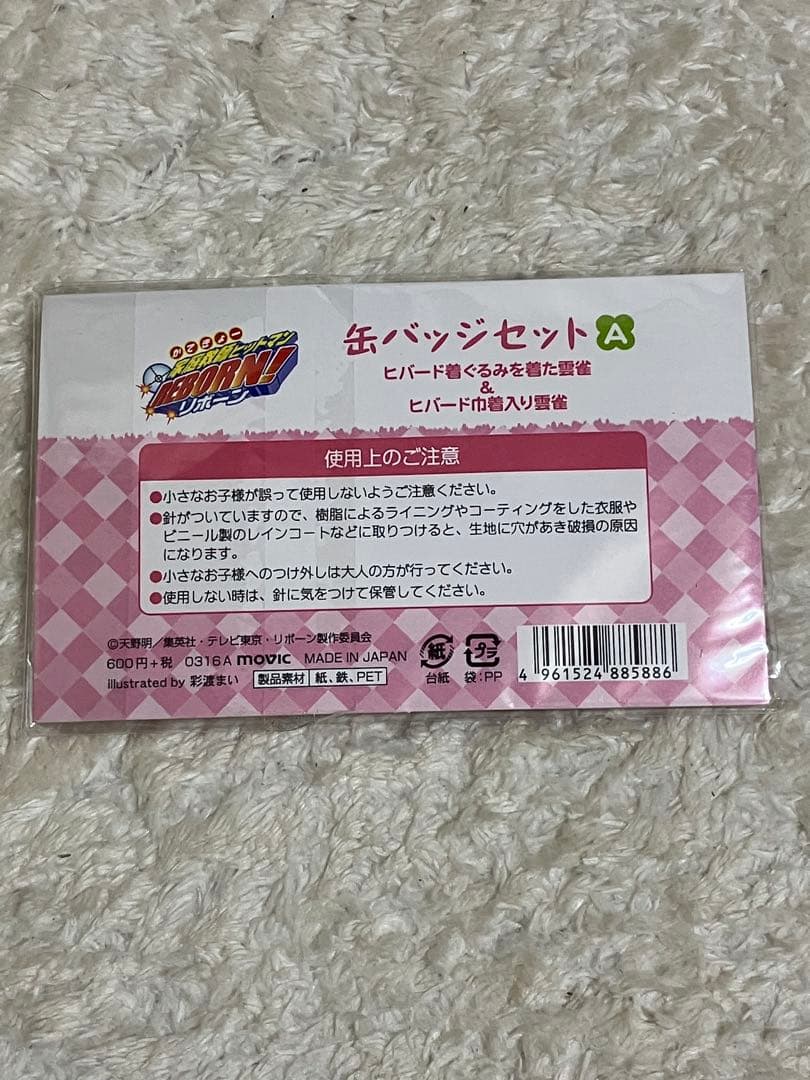 かてきょー
家庭教師ヒットマン
REBORN!
リボーン
缶バッジセット A
ヒバード着ぐるみを着た雲雀
&
ヒバード巾着入り雲雀
使用上のご注意
●小さなお子様が誤って使用しないようご注意ください。
●針がついていますので、樹脂によるライニングやコーティングをした衣服や
ビニール製のレインコートなどに取りつけると、生地に穴があき破損の原因
になります。
●小さなお子様へのつけ外しは大人の方が行ってください。
●使用しない時は、針に気をつけて保管してください。
©天野明/集英社・テレビ東京・リボーン製作委員会
600円+税 0316A movic MADE IN JAPAN
illustrated by 彩渡まい 製品素材 紙、鉄、PET
紙 台紙
プラ 袋:PP
4 961524 885886